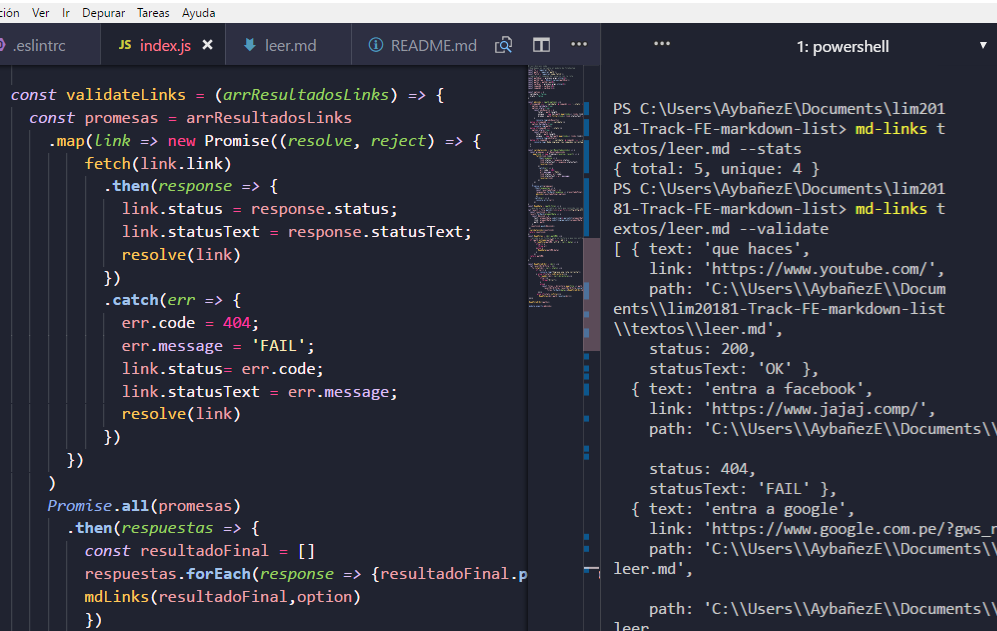 ción Ver Ir Depurar Tareas Ayuda
.eslintrc
JS index.js ×
leer.md
README.md
1: powershell
const validateLinks = (arrResultadosLinks) => {
const promesas = arrResultadosLinks
.map(link => new Promise((resolve, reject) => {
fetch(link.link)
.then(response => {
link.status = response.status;
link.statusText = response.statusText;
resolve(link)
})
.catch(err => {
err.code = 404;
err.message = 'FAIL';
link.status= err.code;
link.statusText = err.message;
resolve(link)
})
})
)
Promise.all(promesas)
.then(respuestas => {
const resultadoFinal = []
respuestas.forEach(response => {resultadoFinal.p
mdLinks(resultadoFinal,option)
})
PS C:\Users\AybañezE\Documents\lim201
81-Track-FE-markdown-list> md-links t
extos/leer.md --stats
{ total: 5, unique: 4 }
PS C:\Users\AybañezE\Documents\lim201
81-Track-FE-markdown-list> md-links t
extos/leer.md --validate
[ { text: 'que haces',
link: 'https://www.youtube.com/',
path: 'C:\\Users\\AybañezE\\Docum
ents\\lim20181-Track-FE-markdown-list
\\textos\\leer.md',
status: 200,
statusText: 'OK' },
{ text: 'entra a facebook',
link: 'https://www.jajaj.comp/',
path: 'C:\\Users\\AybañezE\\Documents\\
status: 404,
statusText: 'FAIL' },
{ text: 'entra a google',
link: 'https://www.google.com.pe/?gws_r
path: 'C:\\Users\\AybañezE\\Documents\\
leer.md',
path: 'C:\\Users\\AybañezE\\Documents\\
leer